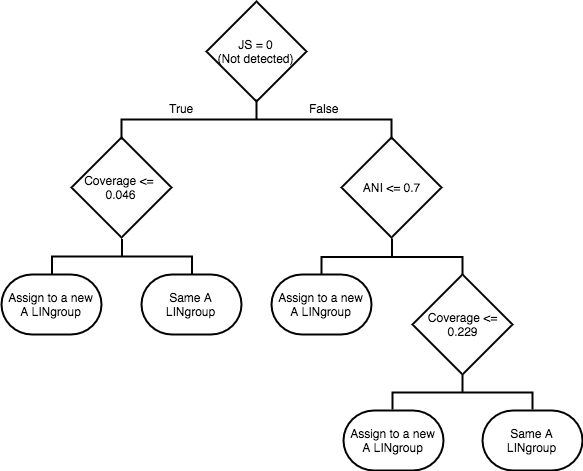 JS = 0
(Not detected)
True
False
Coverage <=
0.046
ANI <= 0.7
Assign to a new
A LINgroup
Same A
LINgroup
Assign to a new
A LINgroup
Coverage <=
0.229
Assign to a new
A LINgroup
Same A
LINgroup